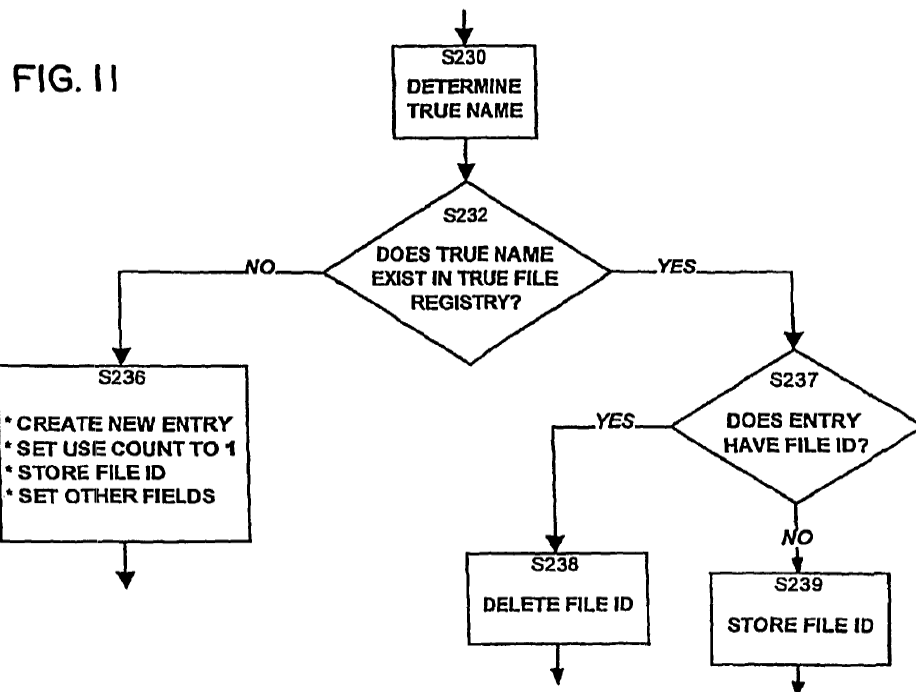 FIG. 11
S230
DETERMINE
TRUE NAME
S232
DOES TRUE NAME
EXIST IN TRUE FILE
REGISTRY?
NO
YES
S236
* CREATE NEW ENTRY
* SET USE COUNT TO 1
* STORE FILE ID
* SET OTHER FIELDS
S237
DOES ENTRY
HAVE FILE ID?
YES
NO
S238
DELETE FILE ID
S239
STORE FILE ID